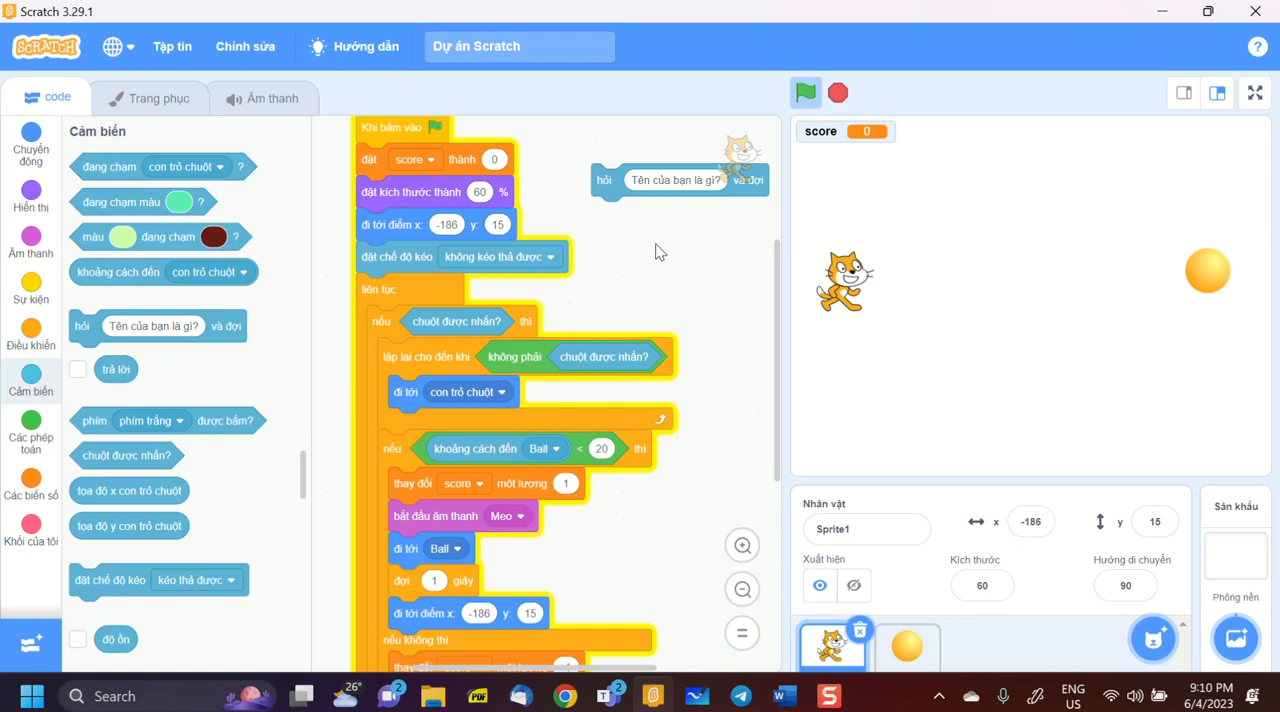 Scratch 3.29.1
SCRATCH
Tập tin
Chỉnh sửa
Hướng dẫn
Dự án Scratch
?
code
Trang phục
Âm thanh
Chuyển động
Hiển thị
Âm thanh
Sự kiện
Điều khiển
Cảm biến
Các phép toán
Các biến số
Khối của tôi
Cảm biến
đang chạm con trỏ chuột ?
đang chạm màu ?
màu đang chạm ?
khoảng cách đến con trỏ chuột
hỏi Tên của bạn là gì? và đợi
trả lời
phím phím trắng được bấm?
chuột được nhấn?
tọa độ x con trỏ chuột
tọa độ y con trỏ chuột
đặt chế độ kéo kéo thả được
độ ồn
Khi bấm vào
đặt score thành 0
đặt kích thước thành 60 %
đi tới điểm x: -186 y: 15
đặt chế độ kéo không kéo thả được
liên tục
nếu chuột được nhấn? thì
lặp lại cho đến khi không phải chuột được nhấn?
đi tới con trỏ chuột
nếu khoảng cách đến Ball < 20 thì
thay đổi score một lượng 1
bắt đầu âm thanh Meo
đi tới Ball
đợi 1 giây
đi tới điểm x: -186 y: 15
nếu không thì
hỏi Tên của bạn là gì? và đợi
score 0
Nhân vật
Sprite1
x -186
y 15
Xuất hiện
Kích thước
60
Hướng di chuyển
90
Sân khấu
Phông nền
Search
26°
2
PDF
2
ENG
US
9:10 PM
6/4/2023